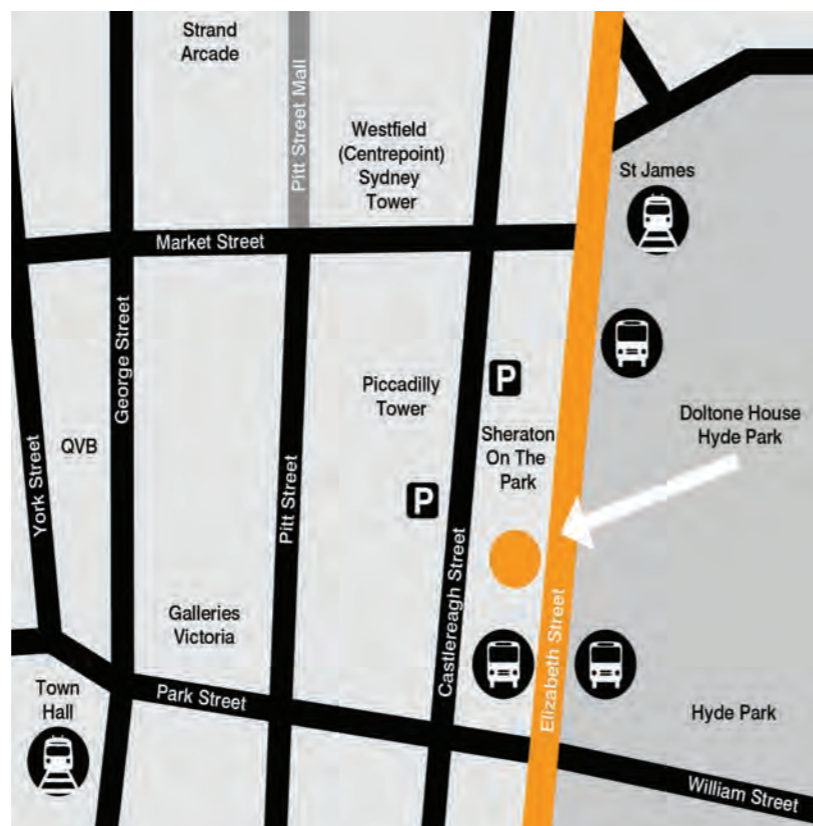 Strand
Arcade
Pitt Street Mall
Westfield
(Centrepoint)
Sydney
Tower
St James
Market Street
George Street
Piccadilly
Tower
P
Doltone House
Hyde Park
Sheraton
On The
Park
QVB
York Street
Pitt Street
P
Castlereagh Street
Galleries
Victoria
Elizabeth Street
Town
Hall
Park Street
Hyde Park
William Street